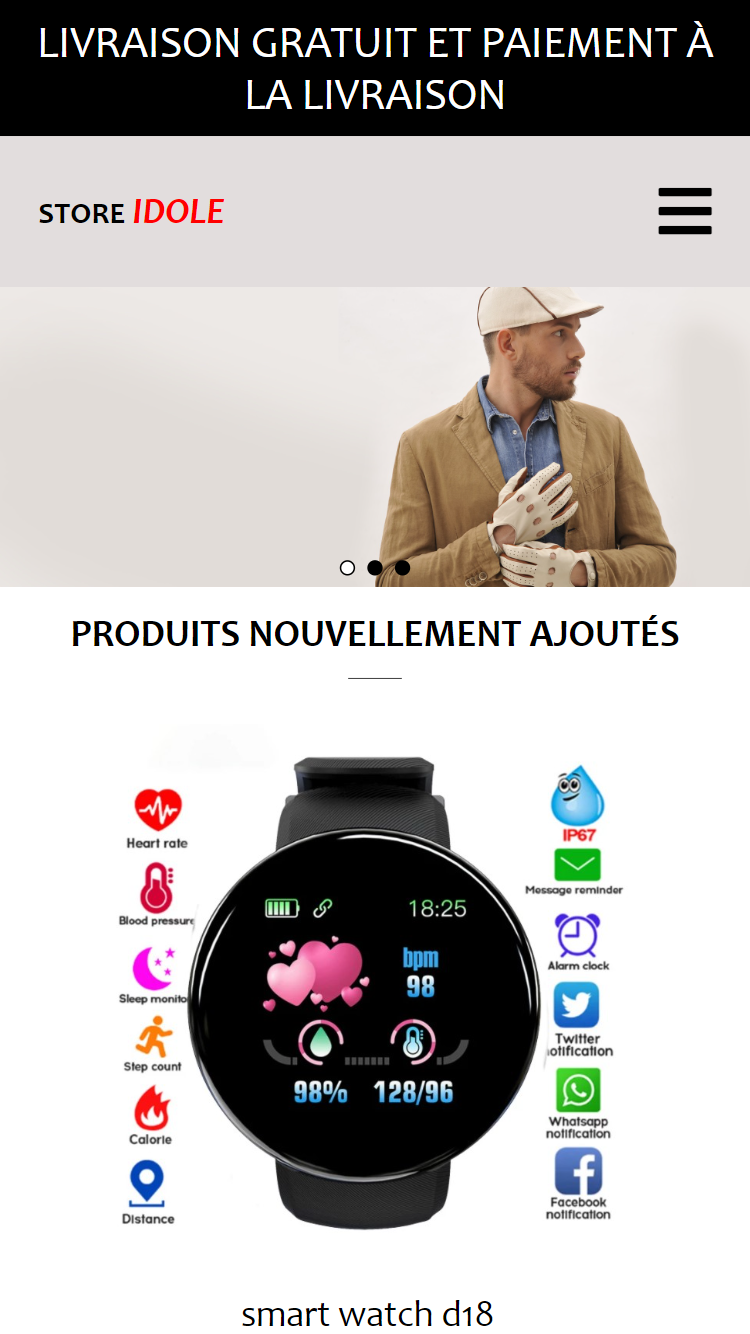 LIVRAISON GRATUIT ET PAIEMENT À
LA LIVRAISON
STORE IDOLE
PRODUITS NOUVELLEMENT AJOUTÉS
Heart rate
Blood pressure
Sleep monito
Step count
Calorie
Distance
18:25
bpm
98
98%
128/96
IP67
Message reminder
Alarm clock
Twitter
otification
Whatsapp
notification
Facebook
notification
smart watch d18